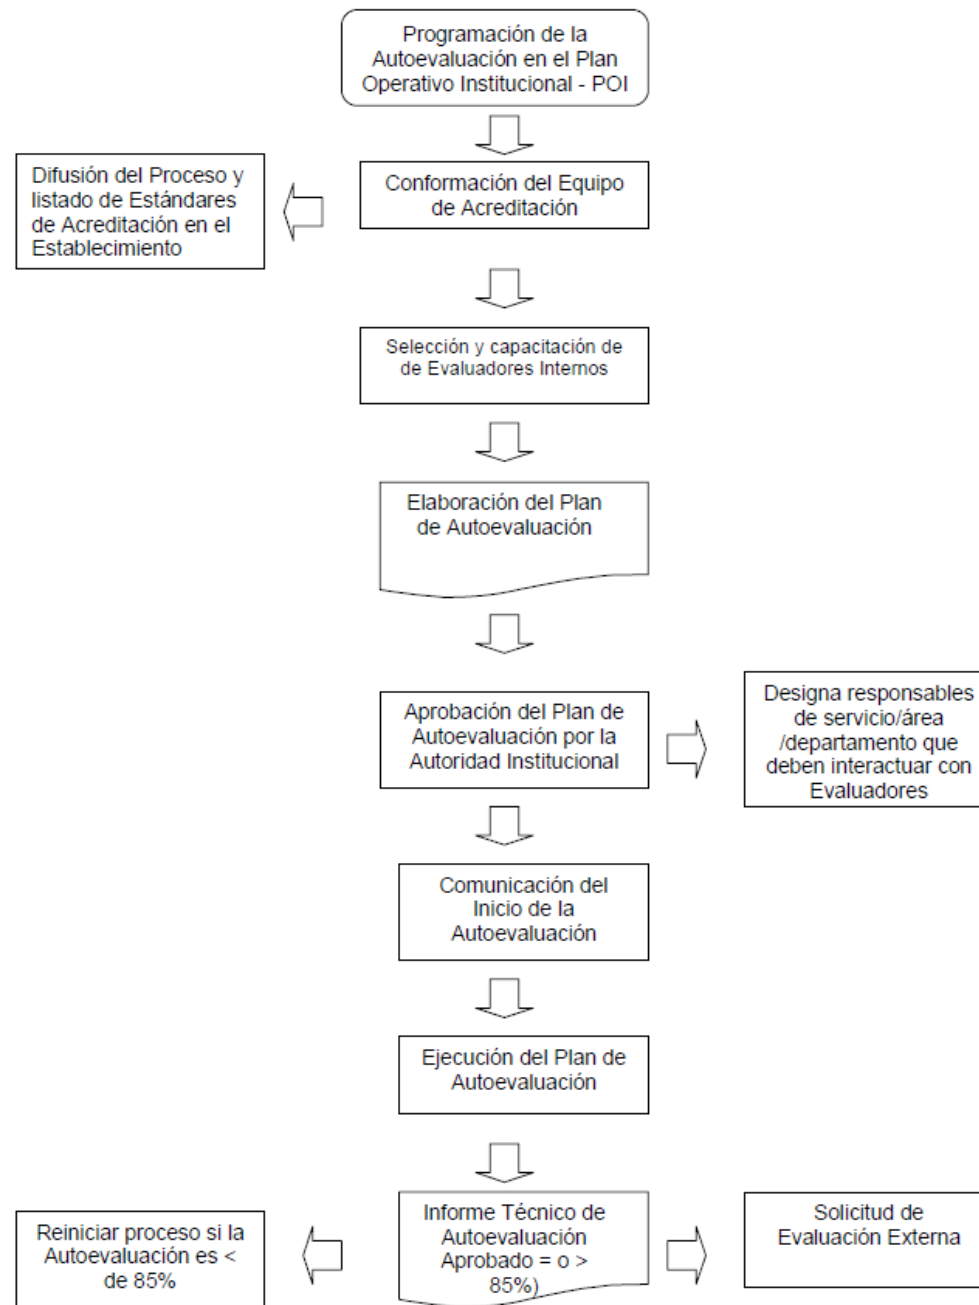 Programación de la
Autoevaluación en el Plan
Operativo Institucional - POI
Difusión del Proceso y
listado de Estándares
de Acreditación en el
Establecimiento
Conformación del Equipo
de Acreditación
Selección y capacitación de
de Evaluadores Internos
Elaboración del Plan
de Autoevaluación
Aprobación del Plan de
Autoevaluación por la
Autoridad Institucional
Designa responsables
de servicio/área
/departamento que
deben interactuar con
Evaluadores
Comunicación del
Inicio de la
Autoevaluación
Ejecución del Plan de
Autoevaluación
Reiniciar proceso si la
Autoevaluación es <
de 85%
Informe Técnico de
Autoevaluación
Aprobado = o >
85%)
Solicitud de
Evaluación Externa